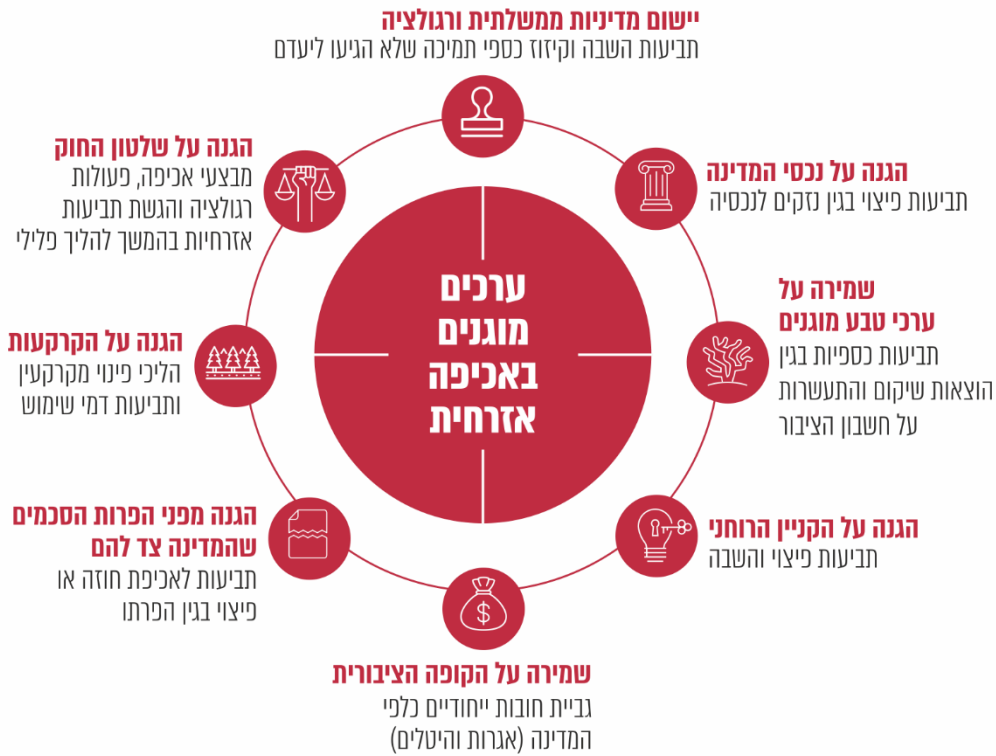 יישום מדיניות ממשלתית ורגולציה
תביעות השבה וקיזוז כספי תמיכה שלא הגיעו ליעדם
הגנה על נכסי המדינה
תביעות פיצוי בגין נזקים לנכסיה
שמירה על
ערכי טבע מוגנים
תביעות כספיות בגין
הוצאות שיקום והתעשרות
על חשבון הציבור
הגנה על הקניין הרוחני
תביעות פיצוי והשבה
שמירה על הקופה הציבורית
גביית חובות ייחודיים כלפי
המדינה (אגרות והיטלים)
הגנה מפני הפרות הסכמים
שהמדינה צד להם
תביעות לאכיפת חוזה או
פיצוי בגין הפרתו
הגנה על הקרקעות
הליכי פינוי מקרקעין
ותביעות דמי שימוש
הגנה על שלטון החוק
מבצעי אכיפה, פעולות
רגולציה והגשת תביעות
אזרחיות בהמשך להליך פלילי
ערכים
מוגנים
באכיפה
אזרחית
$